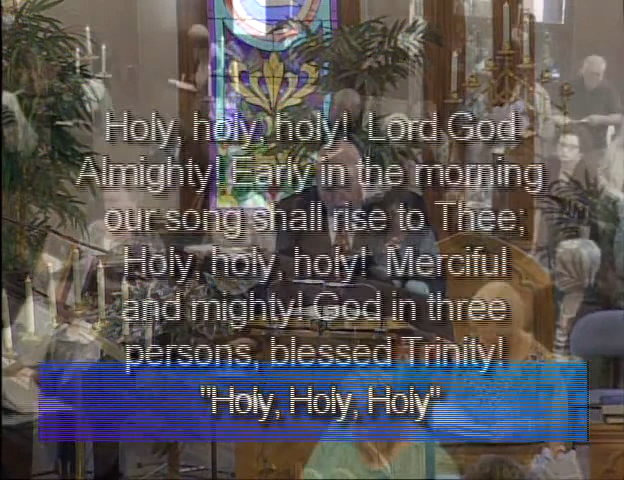 Holy, holy, holy! Lord God
Almighty! Early in the morning
our song shall rise to Thee;
Holy, holy, holy! Merciful
and mighty! God in three
persons, blessed Trinity!
"Holy, Holy, Holy"